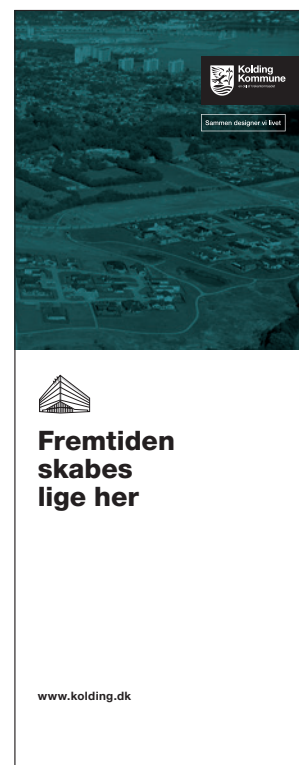 Kolding
Kommune
Sammen designer vi livet
Fremtiden
skabes
lige her
www.kolding.dk